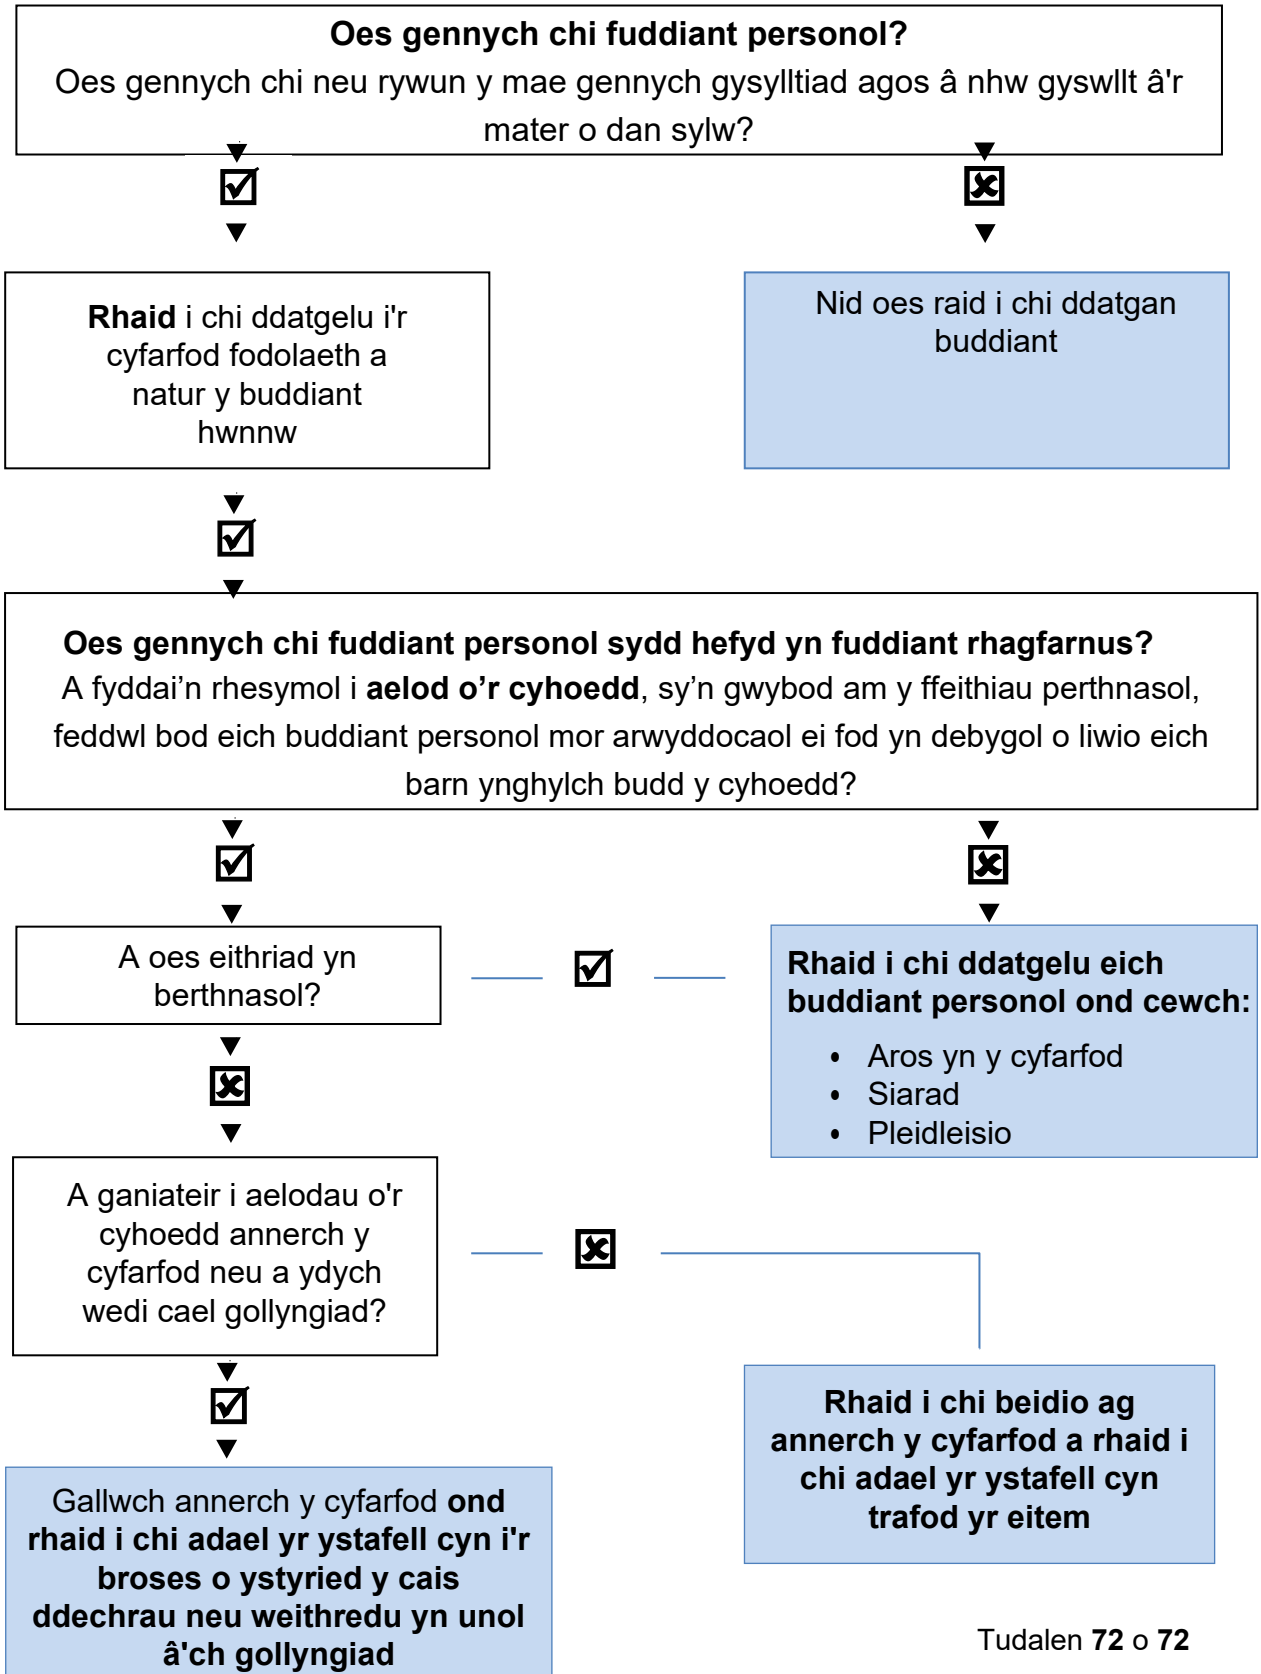 Oes gennych chi fuddiant personol?
Oes gennych chi neu rywun y mae gennych gysylltiad agos â nhw gyswllt â'r
mater o dan sylw?
Rhaid i chi ddatgelu i'r
cyfarfod fodolaeth a
natur y buddiant
hwnnw
Nid oes raid i chi ddatgan
buddiant
Oes gennych chi fuddiant personol sydd hefyd yn fuddiant rhagfarnus?
A fyddai'n rhesymol i aelod o’r cyhoedd, sy’n gwybod am y ffeithiau perthnasol,
feddwl bod eich buddiant personol mor arwyddocaol ei fod yn debygol o liwio eich
barn ynghylch budd y cyhoedd?
A oes eithriad yn
berthnasol?
Rhaid i chi ddatgelu eich
buddiant personol ond cewch:
• Aros yn y cyfarfod
• Siarad
• Pleidleisio
A ganiateir i aelodau o'r
cyhoedd annerch y
cyfarfod neu a ydych
wedi cael gollyngiad?
Rhaid i chi beidio ag
annerch y cyfarfod a rhaid i
chi adael yr ystafell cyn
trafod yr eitem
Gallwch annerch y cyfarfod ond
rhaid i chi adael yr ystafell cyn i'r
broses o ystyried y cais
ddechrau neu weithredu yn unol
â'ch gollyngiad
Tudalen 72 o 72